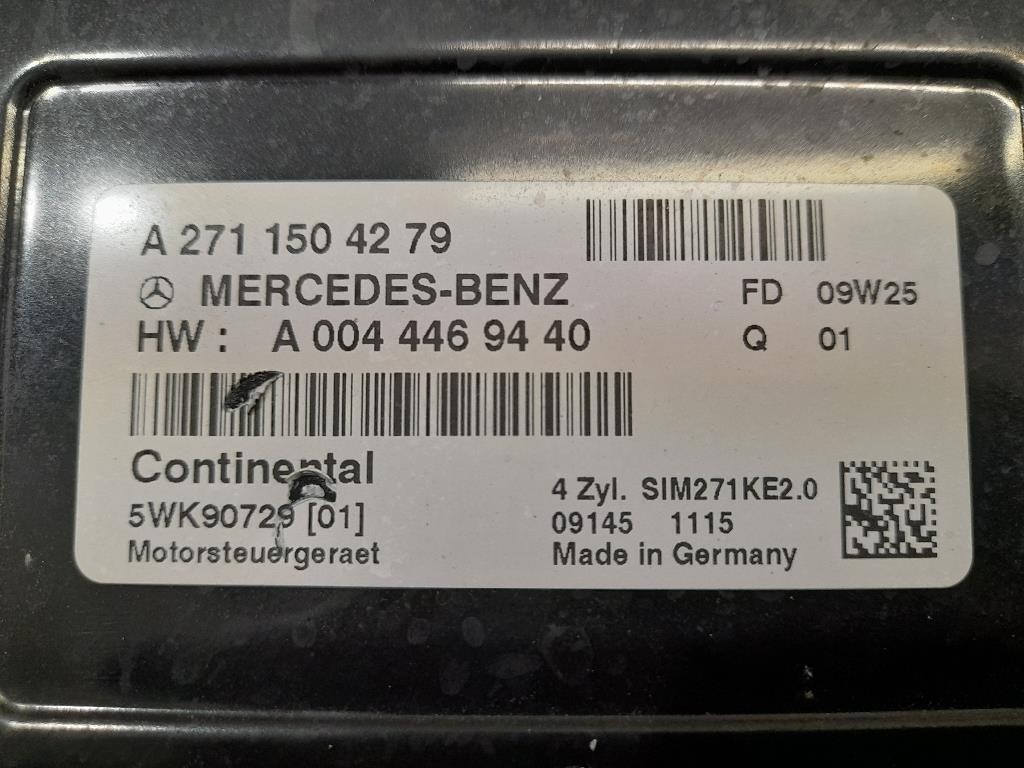 A 271 150 42 79
MERCEDES-BENZ FD 09W25
HW : A 004 446 94 40 Q 01
Continental
5WK90729 [01] 4 Zyl. SIM271KE2.0
09145 1115
Motorsteuergeraet Made in Germany